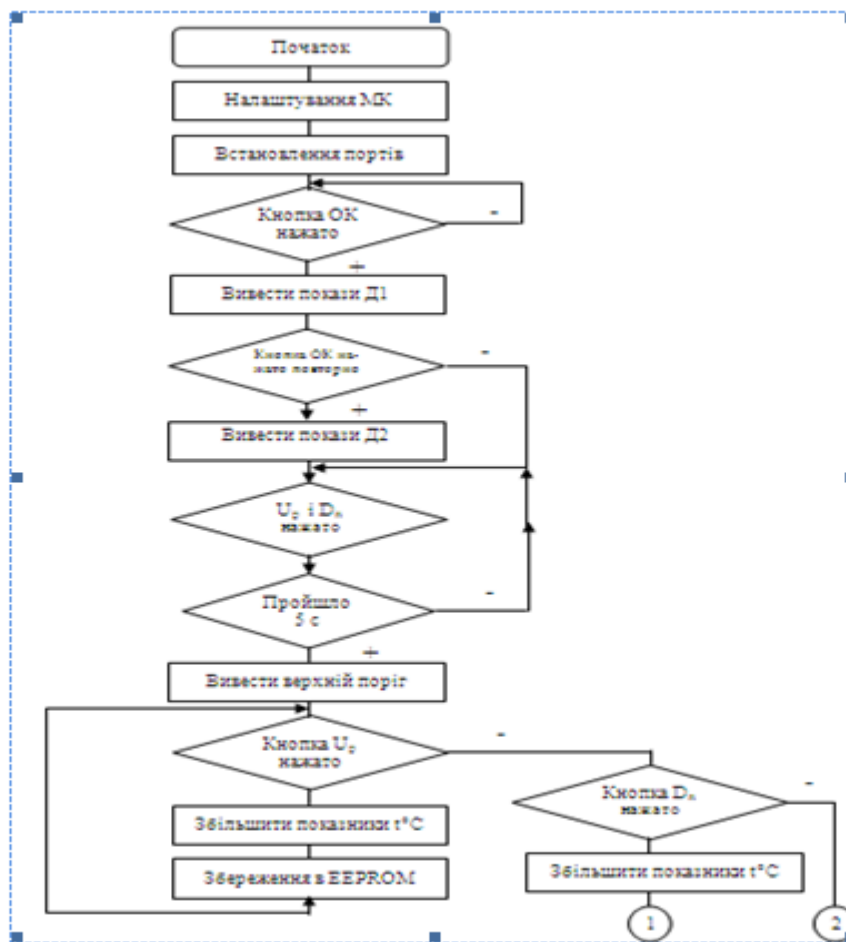 Початок
Налаштування МК
Встановлення портів
Кнопка ОК
нажато
-
+
Вивести покази Д1
Кнопка ОК на-
жато повторно
-
+
Вивести покази Д2
Uр і Dn
нажато
Пройшло
5 с
-
+
Вивести верхній поріг
Кнопка Uр
нажато
-
Кнопка Dn
нажато
-
Збільшити показники t°C
Збереження в EEPROM
Збільшити показники t°C
1
2